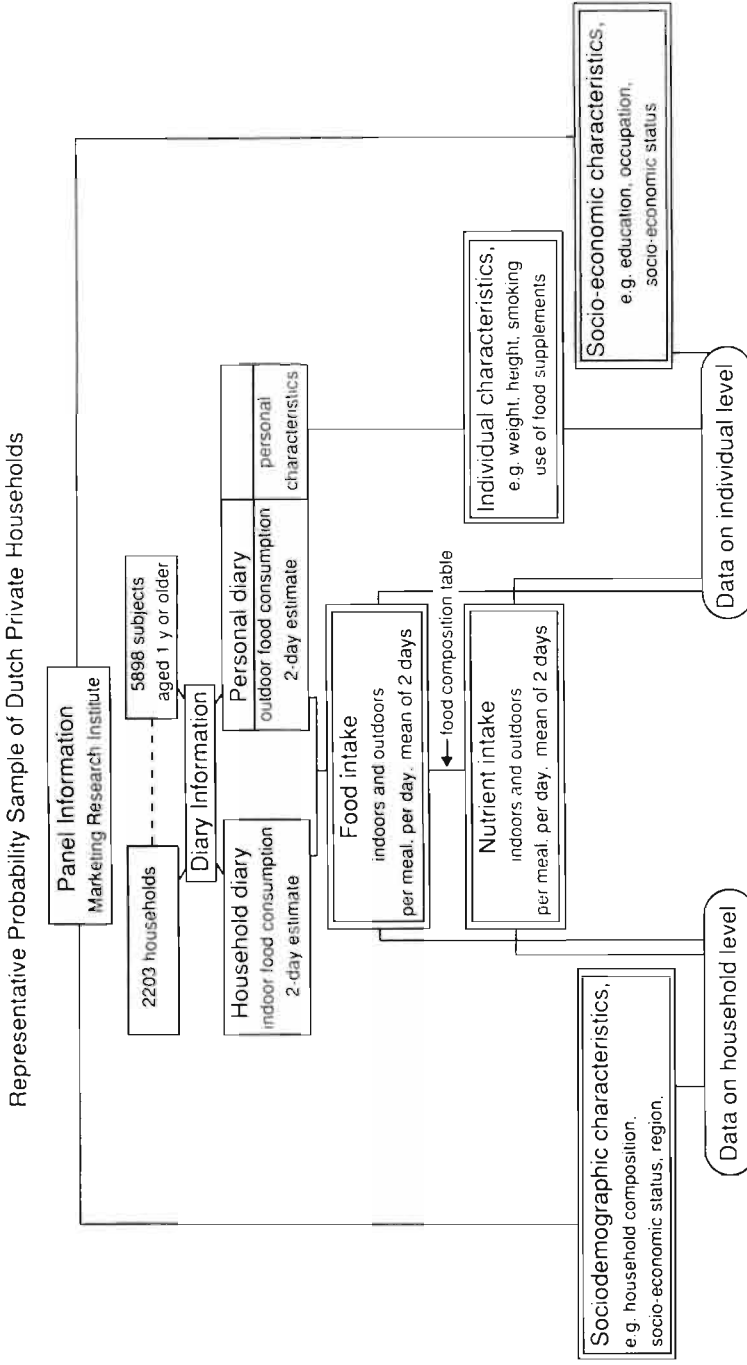 Representative Probability Sample of Dutch Private Households
Panel Information
Marketing Research Institute
2203 households
5898 subjects
aged 1 y or older
Diary Information
Household diary
indoor food consumption
2-day estimate
Personal diary
outdoor food consumption
2-day estimate
personal
characteristics
Food intake
indoors and outdoors
per meal, per day, mean of 2 days
food composition table
Nutrient intake
indoors and outdoors
per meal, per day, mean of 2 days
Individual characteristics,
e.g. weight, height, smoking
use of food supplements
Sociodemographic characteristics,
e.g. household composition.
socio-economic status, region.
Socio-economic characteristics,
e.g. education, occupation,
socio-economic status
Data on household level
Data on individual level